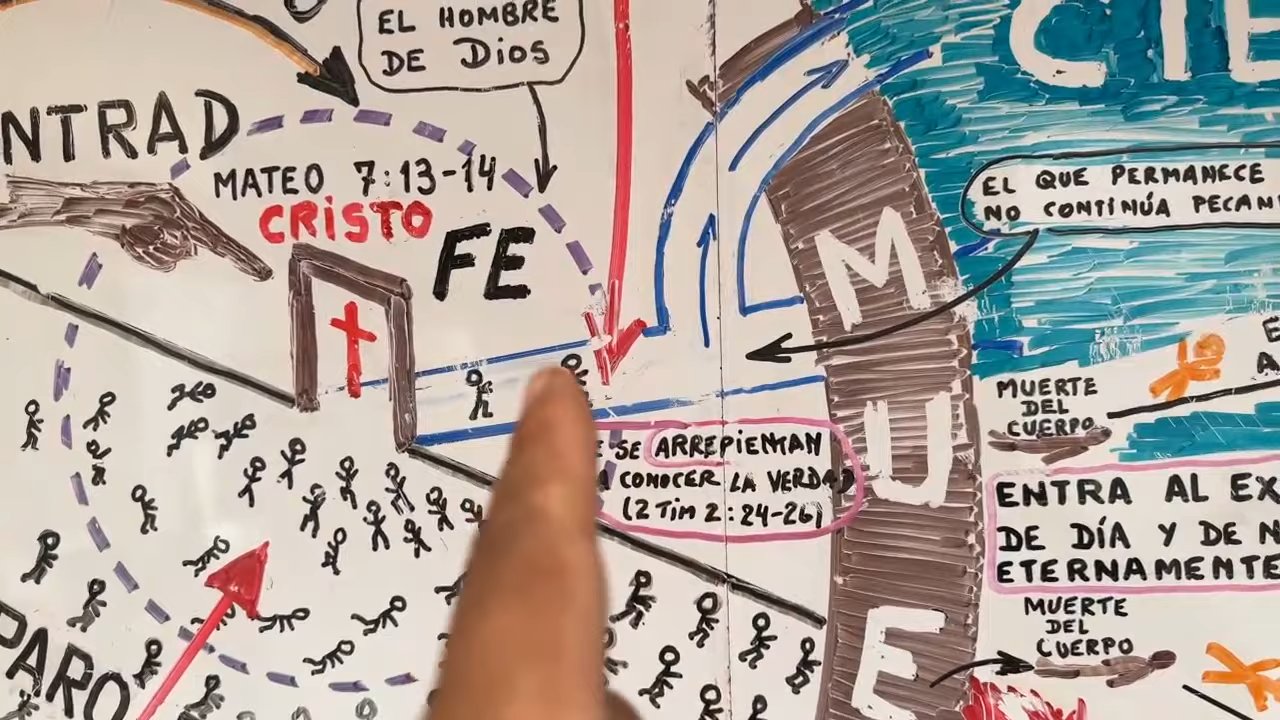 EL HOMBRE
DE DiOS
CIE
NTRAD
MATEO 7:13-14
CRiSTO
FE
EL QUE PERMANECE
NO CONTINÚA PECAN
M
U
E
MUERTE
DEL
CUERPO
SE ARREPIENTAN
CONOCER LA VERDAD
(2 Tim 2:24-26)
ENTRA AL EX
DE DÍA Y DE N
ETERNAMENTE
MUERTE
DEL
CUERPO
PARO